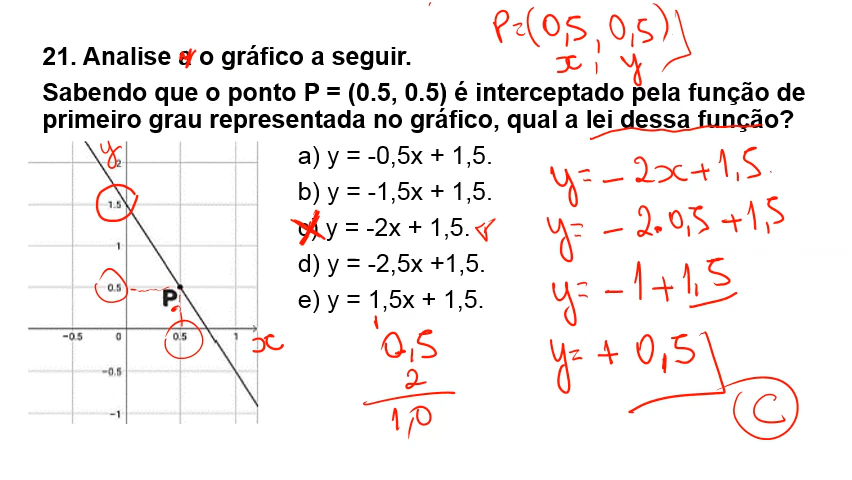 P=(0,5, 0,5)
x ; y
21. Analise a o gráfico a seguir.
Sabendo que o ponto P = (0.5, 0.5) é interceptado pela função de
primeiro grau representada no gráfico, qual a lei dessa função?
y
2
1.5
1
0.5
P
−0.5 0 0.5 1 x
−0.5
−1
a) y = -0,5x + 1,5.
b) y = -1,5x + 1,5.
c) y = -2x + 1,5.
d) y = -2,5x +1,5.
e) y = 1,5x + 1,5.
1
0,5
2
1,0
y = - 2x + 1,5.
y = - 2.0,5 + 1,5
y = - 1 + 1,5
y = + 0,5
C